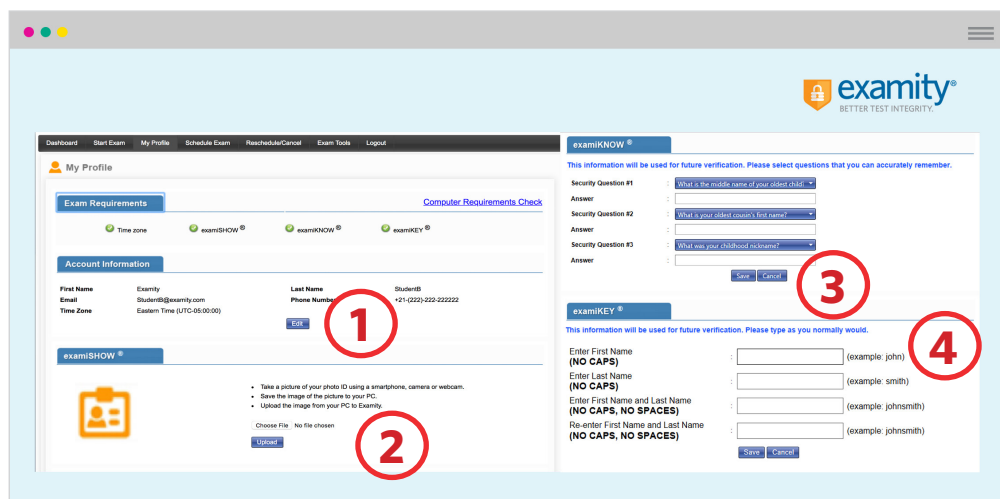 examity®
BETTER TEST INTEGRITY.
Dashboard Start Exam My Profile Schedule Exam Reschedule/Cancel Exam Tools Logout
My Profile
Exam Requirements
Computer Requirements Check
Time zone examiSHOW ® examiKNOW ® examiKEY ®
Account Information
First Name Examity Last Name StudentB
Email StudentB@examity.com Phone Number +21-(222)-222-222222
Time Zone Eastern Time (UTC-05:00:00)
Edit
1
examiSHOW ®
• Take a picture of your photo ID using a smartphone, camera or webcam.
• Save the image of the picture to your PC.
• Upload the image from your PC to Examity.
Choose File No file chosen
Upload
2
examiKNOW ®
This information will be used for future verification. Please select questions that you can accurately remember.
Security Question #1 : What is the middle name of your oldest child?
Answer :
Security Question #2 : What is your oldest cousin's first name?
Answer :
Security Question #3 : What was your childhood nickname?
Answer :
Save Cancel
3
examiKEY ®
This information will be used for future verification. Please type as you normally would.
4
Enter First Name
(NO CAPS) : (example: john)
Enter Last Name
(NO CAPS) : (example: smith)
Enter First Name and Last Name
(NO CAPS, NO SPACES) : (example: johnsmith)
Re-enter First Name and Last Name
(NO CAPS, NO SPACES) : (example: johnsmith)
Save Cancel